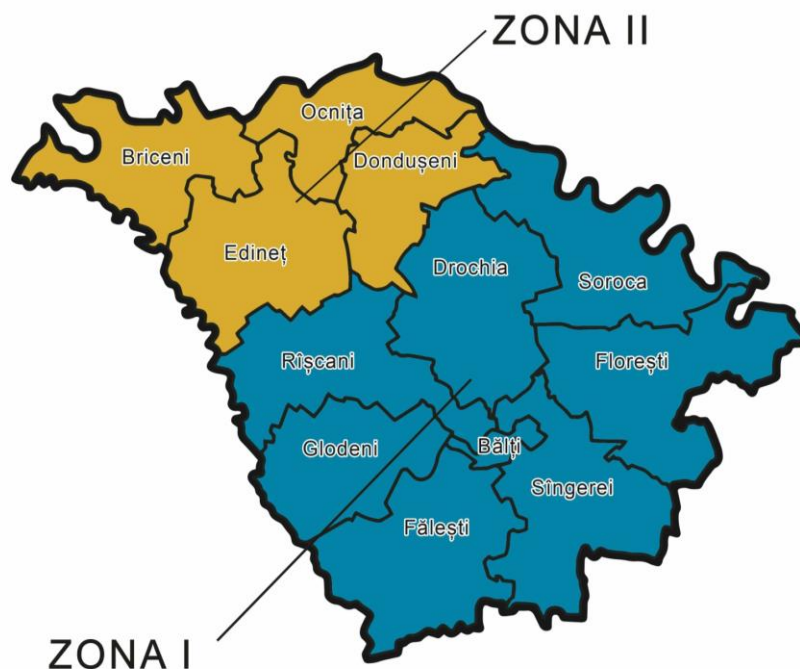 ZONA II
Ocnița
Briceni
Dondușeni
Edineț
Drochia
Soroca
Rîșcani
Florești
Glodeni
Bălți
Sîngerei
Fălești
ZONA I